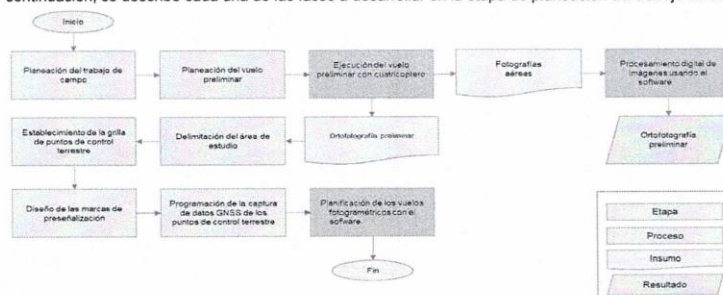 continuación, se describe cada una de las fases a desarrollar en la etapa de planeación
Inicio
Planeación del trabajo de
campo
Planeación del vuelo
preliminar
Ejecución del vuelo
preliminar con cuatricoptero
Fotografías
aéreas
Procesamiento digital de
imágenes usando el
software
Establecimiento de la grilla
de puntos de control
terrestre
Delimitación del área de
estudio
Ortofotografía preliminar
Ortofotografía
preliminar
Diseño de las marcas de
preseñalización
Programación de la captura
de datos GNSS de los
puntos de control terrestre
Planificación de los vuelos
fotogramétricos con el
sofware
Fin
Etapa
Proceso
Insumo
Resultado